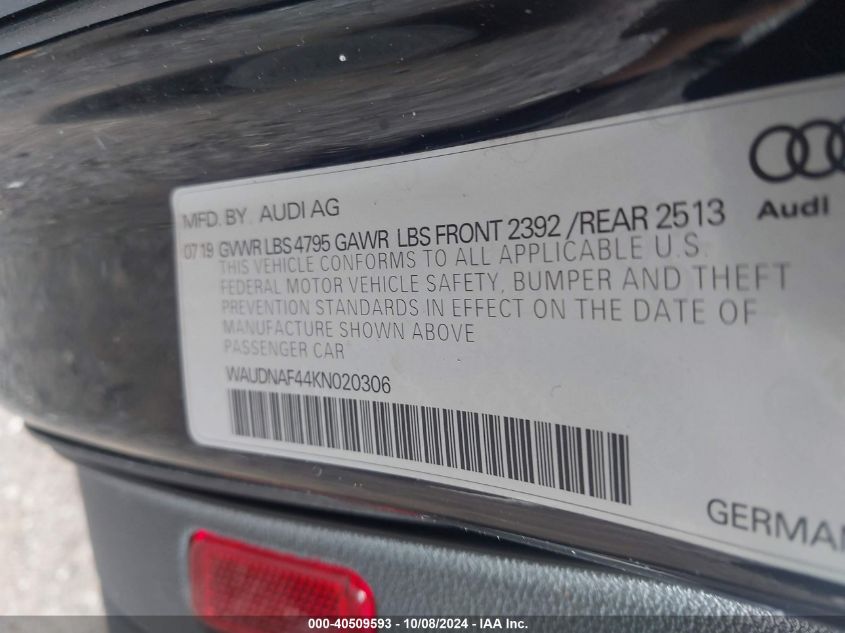 MFD. BY. AUDI AG
07 19 GVWR LBS 4795 GAWR LBS FRONT 2392 /REAR 2513
THIS VEHICLE CONFORMS TO ALL APPLICABLE U.S.
FEDERAL MOTOR VEHICLE SAFETY, BUMPER AND THEFT
PREVENTION STANDARDS IN EFFECT ON THE DATE OF
MANUFACTURE SHOWN ABOVE
PASSENGER CAR
WAUDNAF44KN020306
Audi
GERMAN
000-40509593 - 10/08/2024 - IAA Inc.